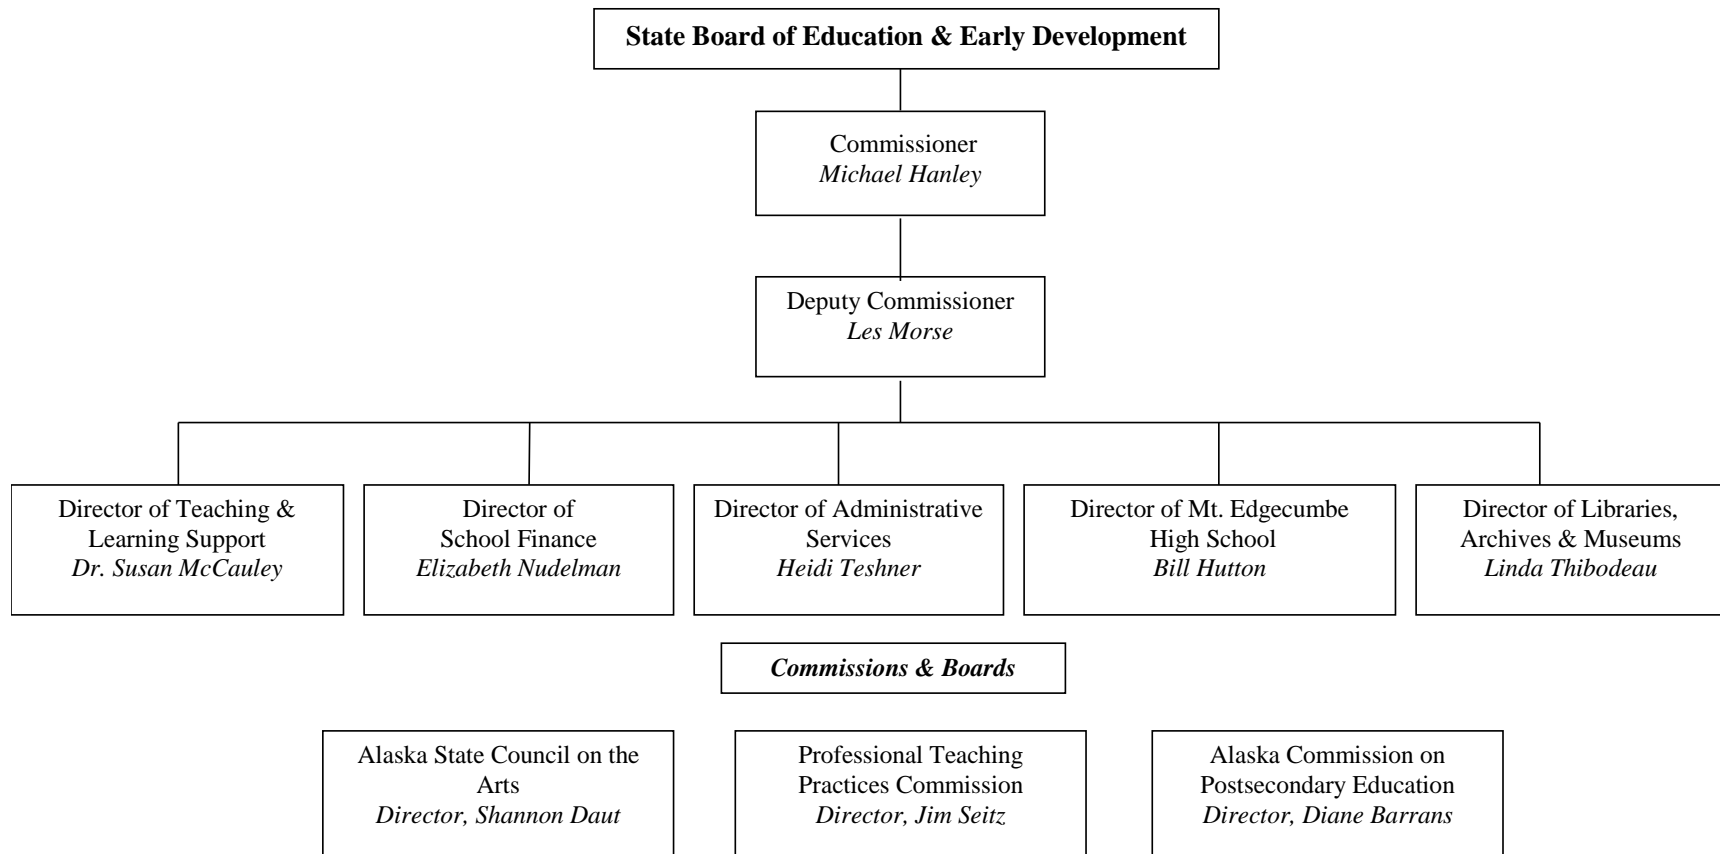 State Board of Education & Early Development
Commissioner
Michael Hanley
Deputy Commissioner
Les Morse
Director of Teaching &
Learning Support
Dr. Susan McCauley
Director of
School Finance
Elizabeth Nudelman
Director of Administrative
Services
Heidi Teshner
Director of Mt. Edgecumbe
High School
Bill Hutton
Director of Libraries,
Archives & Museums
Linda Thibodeau
Commissions & Boards
Alaska State Council on the
Arts
Director, Shannon Daut
Professional Teaching
Practices Commission
Director, Jim Seitz
Alaska Commission on
Postsecondary Education
Director, Diane Barrans